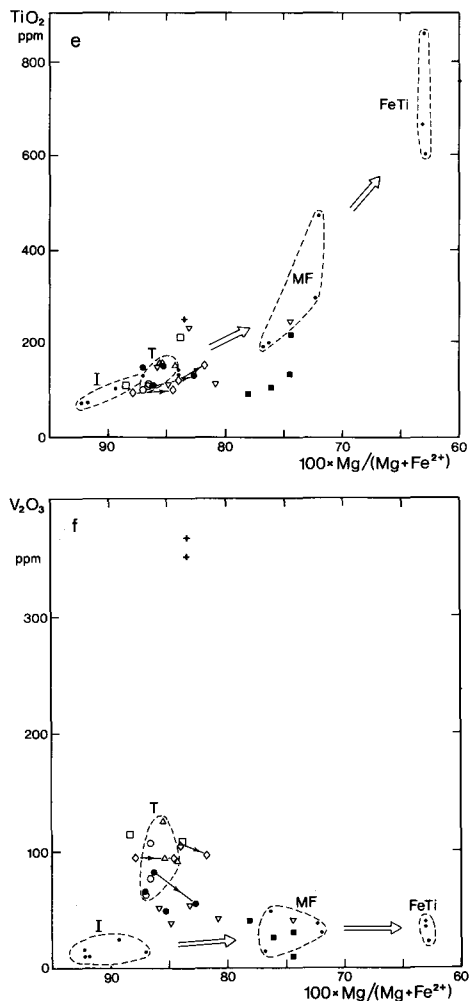 TiO2
ppm
e
800
600
400
200
0
FeTi
MF
T
I
90
80
70
60
100×Mg/(Mg+Fe2+)
V2O3
f
ppm
300
200
100
0
T
I
MF
FeTi
90
80
70
60
100×Mg/(Mg+Fe2+)